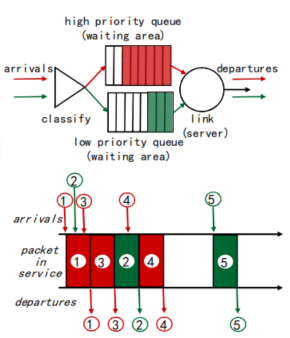 high priority queue
(waiting area)
arrivals
departures
classify
link
(server)
low priority queue
(waiting area)
2
5
1 3 4
arrivals
packet
in
service
1 3 2 4 5
departures
1 3 2 4 5